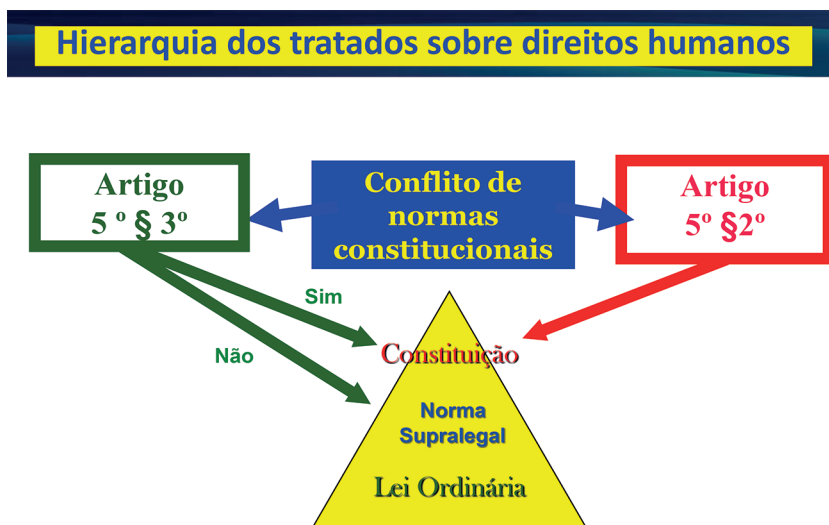 Hierarquia dos tratados sobre direitos humanos
Artigo
5 º § 3º
Conflito de
normas
constitucionais
Artigo
5º §2º
Sim
Não
Constituição
Norma
Supralegal
Lei Ordinária